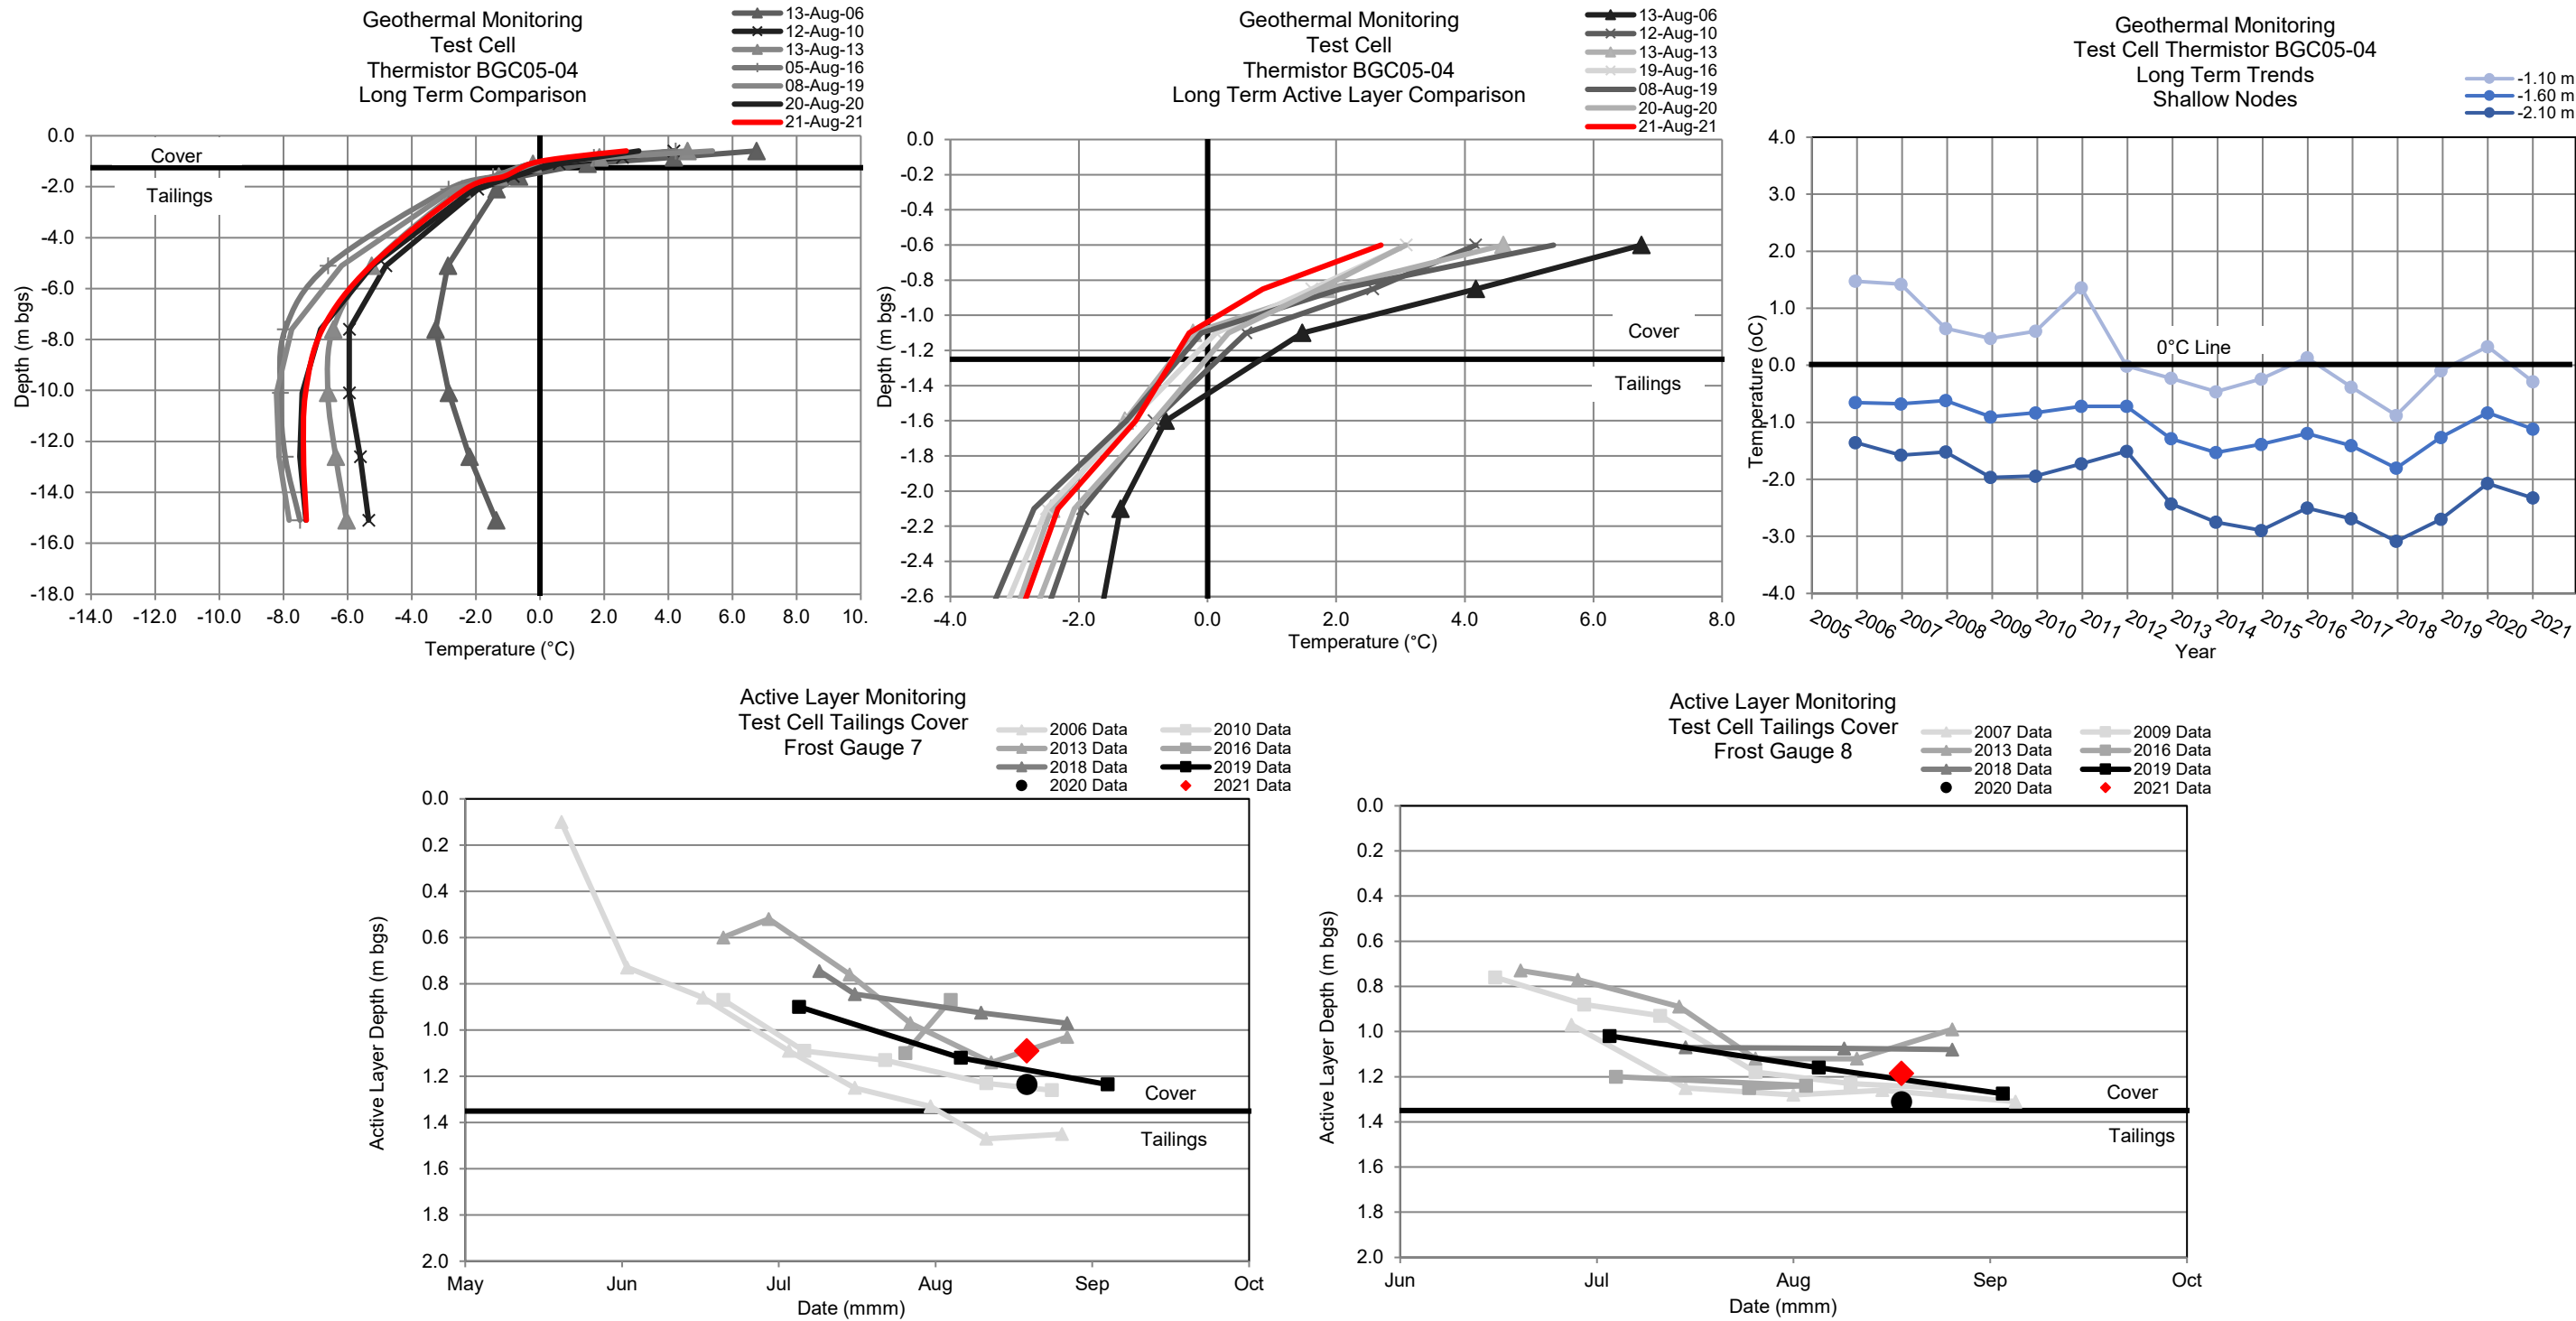 Geothermal Monitoring
Test Cell
Thermistor BGC05-04
Long Term Comparison
13-Aug-06
12-Aug-10
13-Aug-13
05-Aug-16
08-Aug-19
20-Aug-20
21-Aug-21
0.0
-2.0
-4.0
-6.0
-8.0
-10.0
-12.0
-14.0
-16.0
-18.0
Depth (m bgs)
Cover
Tailings
-14.0 -12.0 -10.0 -8.0 -6.0 -4.0 -2.0 0.0 2.0 4.0 6.0 8.0 10.
Temperature (°C)
Geothermal Monitoring
Test Cell
Thermistor BGC05-04
Long Term Active Layer Comparison
13-Aug-06
12-Aug-10
13-Aug-13
19-Aug-16
08-Aug-19
20-Aug-20
21-Aug-21
0.0
-0.2
-0.4
-0.6
-0.8
-1.0
-1.2
-1.4
-1.6
-1.8
-2.0
-2.2
-2.4
-2.6
Depth (m bgs)
Cover
Tailings
-4.0 -2.0 0.0 2.0 4.0 6.0 8.0
Temperature (°C)
Geothermal Monitoring
Test Cell Thermistor BGC05-04
Long Term Trends
Shallow Nodes
-1.10 m
-1.60 m
-2.10 m
4.0
3.0
2.0
1.0
0.0
-1.0
-2.0
-3.0
-4.0
Temperature (oC)
0°C Line
2005 2006 2007 2008 2009 2010 2011 2012 2013 2014 2015 2016 2017 2018 2019 2020 2021
Year
Active Layer Monitoring
Test Cell Tailings Cover
Frost Gauge 7
2006 Data 2010 Data
2013 Data 2016 Data
2018 Data 2019 Data
2020 Data 2021 Data
0.0
0.2
0.4
0.6
0.8
1.0
1.2
1.4
1.6
1.8
2.0
Active Layer Depth (m bgs)
Cover
Tailings
May Jun Jul Aug Sep Oct
Date (mmm)
Active Layer Monitoring
Test Cell Tailings Cover
Frost Gauge 8
2007 Data 2009 Data
2013 Data 2016 Data
2018 Data 2019 Data
2020 Data 2021 Data
0.0
0.2
0.4
0.6
0.8
1.0
1.2
1.4
1.6
1.8
2.0
Active Layer Depth (m bgs)
Cover
Tailings
Jun Jul Aug Sep Oct
Date (mmm)